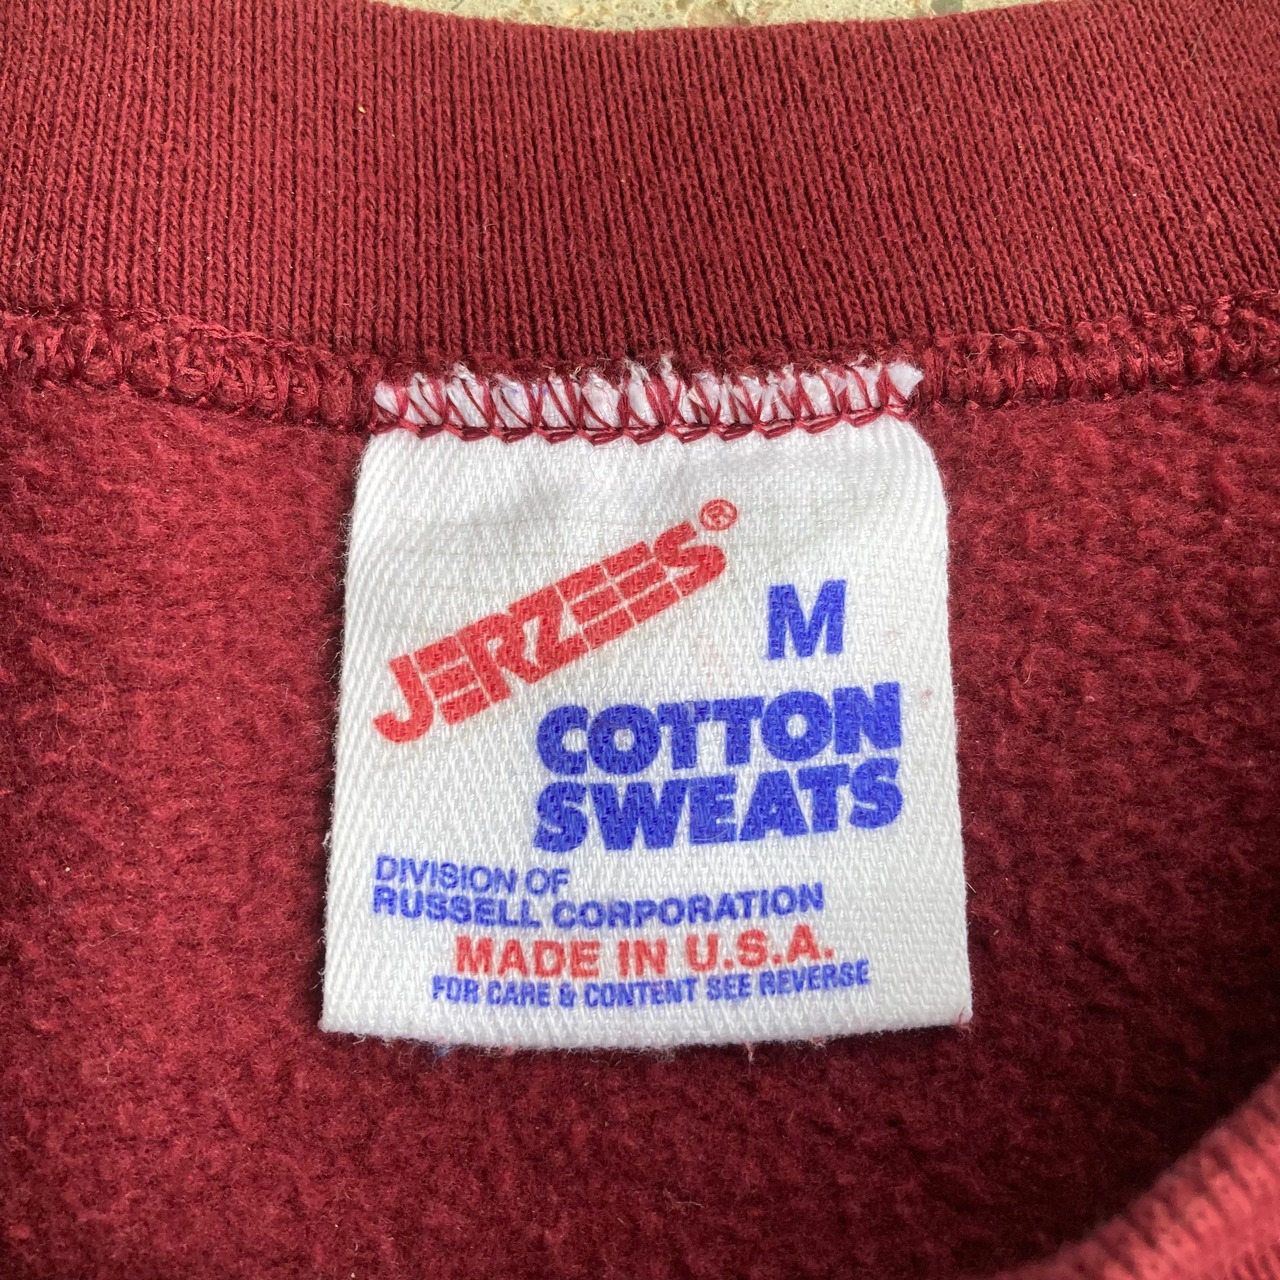 JERZEES®
M
COTTON
SWEATS
DIVISION OF
RUSSELL CORPORATION
MADE IN U.S.A.
FOR CARE & CONTENT SEE REVERSE